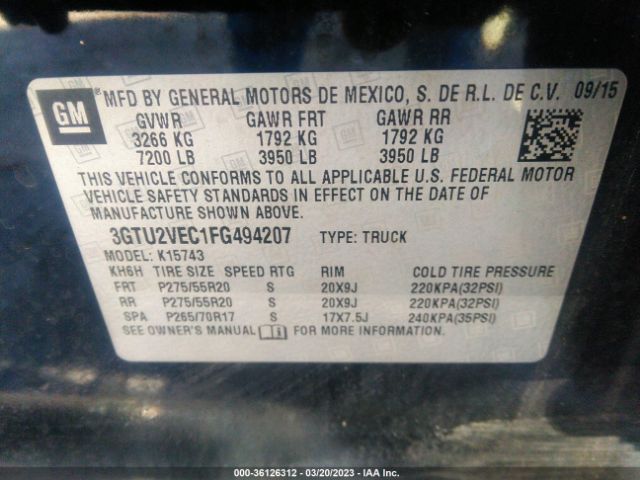 GM
MFD BY GENERAL MOTORS DE MEXICO, S. DE R.L. DE C.V. 09/15
GVWR GAWR FRT GAWR RR
3266 KG 1792 KG 1792 KG
7200 LB 3950 LB 3950 LB
THIS VEHICLE CONFORMS TO ALL APPLICABLE U.S. FEDERAL MOTOR
VEHICLE SAFETY STANDARDS IN EFFECT ON THE DATE OF
MANUFACTURE SHOWN ABOVE.
3GTU2VEC1FG494207 TYPE: TRUCK
MODEL: K15743
KH6H TIRE SIZE SPEED RTG RIM COLD TIRE PRESSURE
FRT P275/55R20 S 20X9J 220KPA(32PSI)
RR P275/55R20 S 20X9J 220KPA(32PSI)
SPA P265/70R17 S 17X7.5J 240KPA(35PSI)
SEE OWNER'S MANUAL FOR MORE INFORMATION.
000-36126312 - 03/20/2023 - IAA Inc.